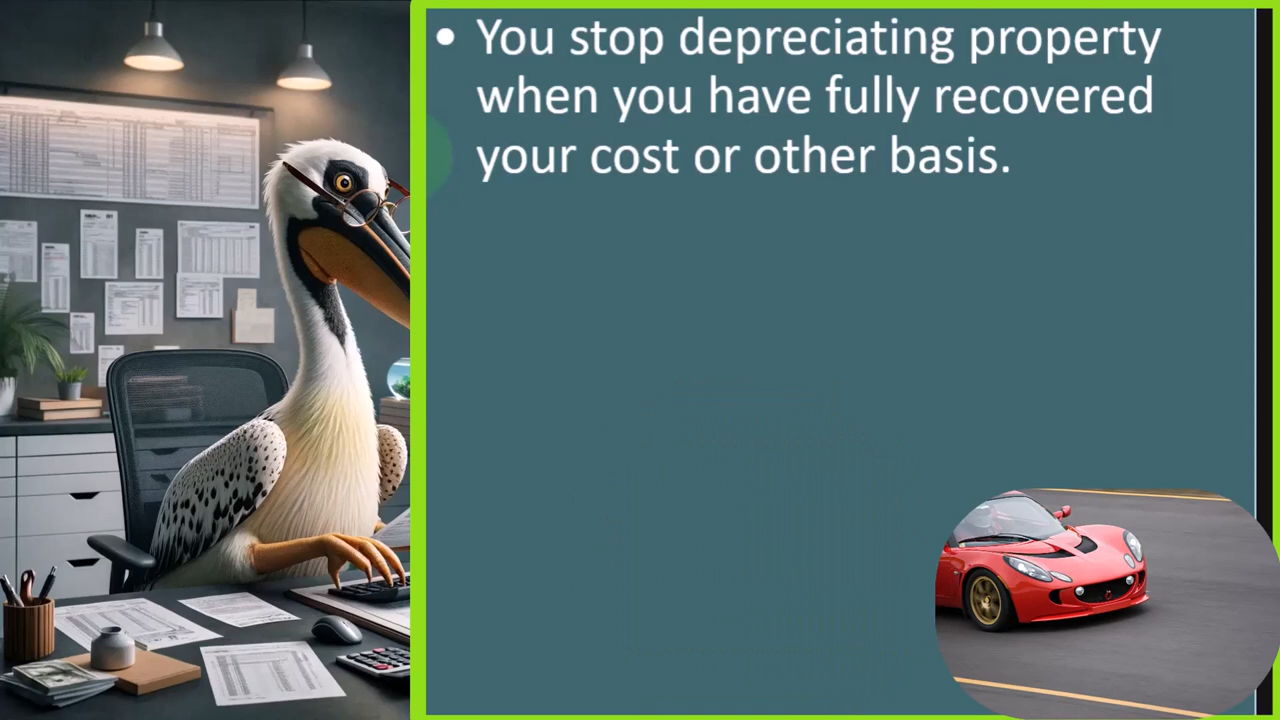 • You stop depreciating property
when you have fully recovered
your cost or other basis.